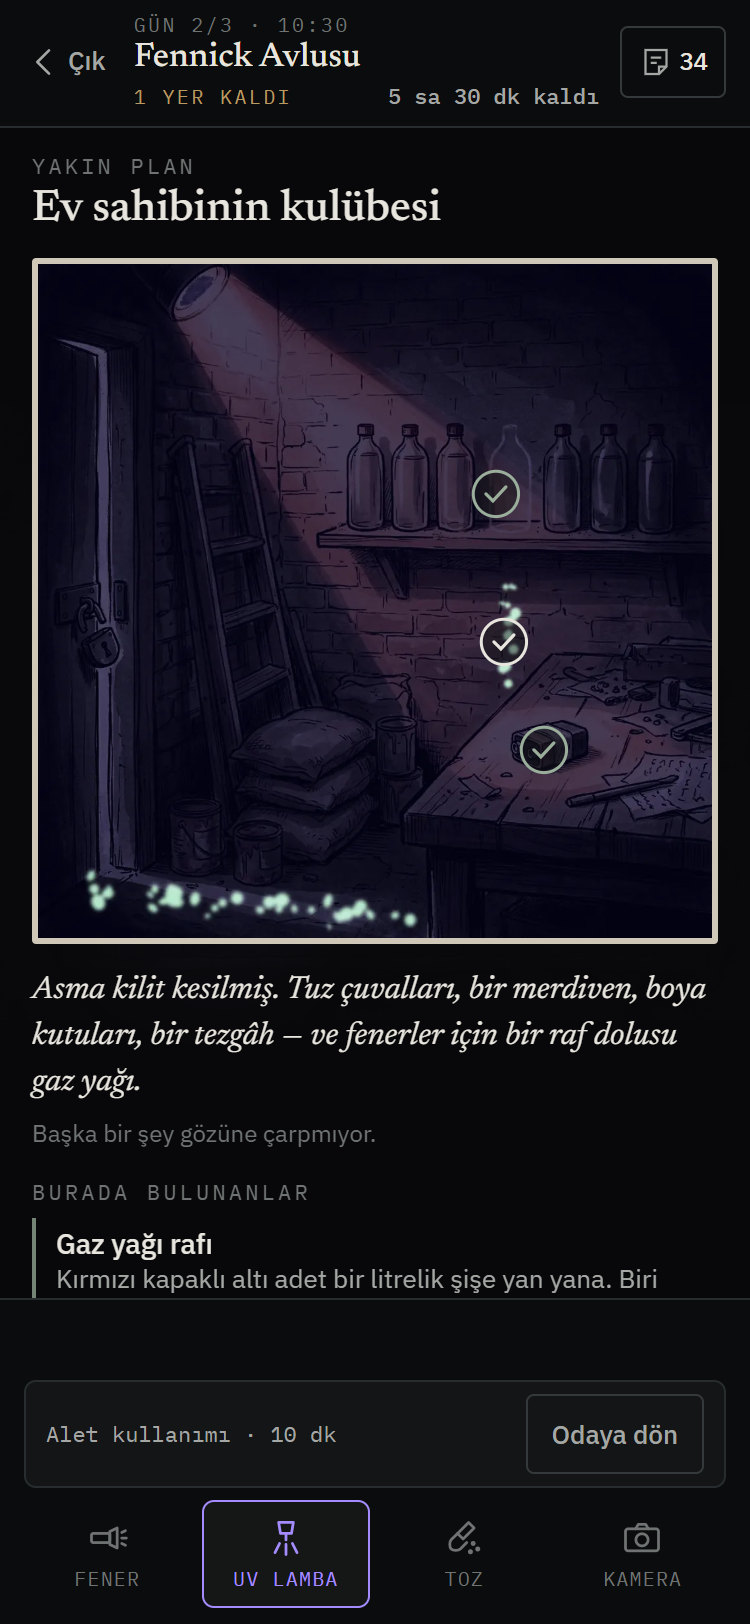 GÜN 2/3 · 10:30
Çık
Fennick Avlusu
34
1 YER KALDI
5 sa 30 dk kaldı
YAKIN PLAN
Ev sahibinin kulübesi
Asma kilit kesilmiş. Tuz çuvalları, bir merdiven, boya
kutuları, bir tezgâh — ve fenerler için bir raf dolusu
gaz yağı.
Başka bir şey gözüne çarpmıyor.
BURADA BULUNANLAR
Gaz yağı rafı
Kırmızı kapaklı altı adet bir litrelik şişe yan yana. Biri
Alet kullanımı · 10 dk
Odaya dön
FENER
UV LAMBA
TOZ
KAMERA